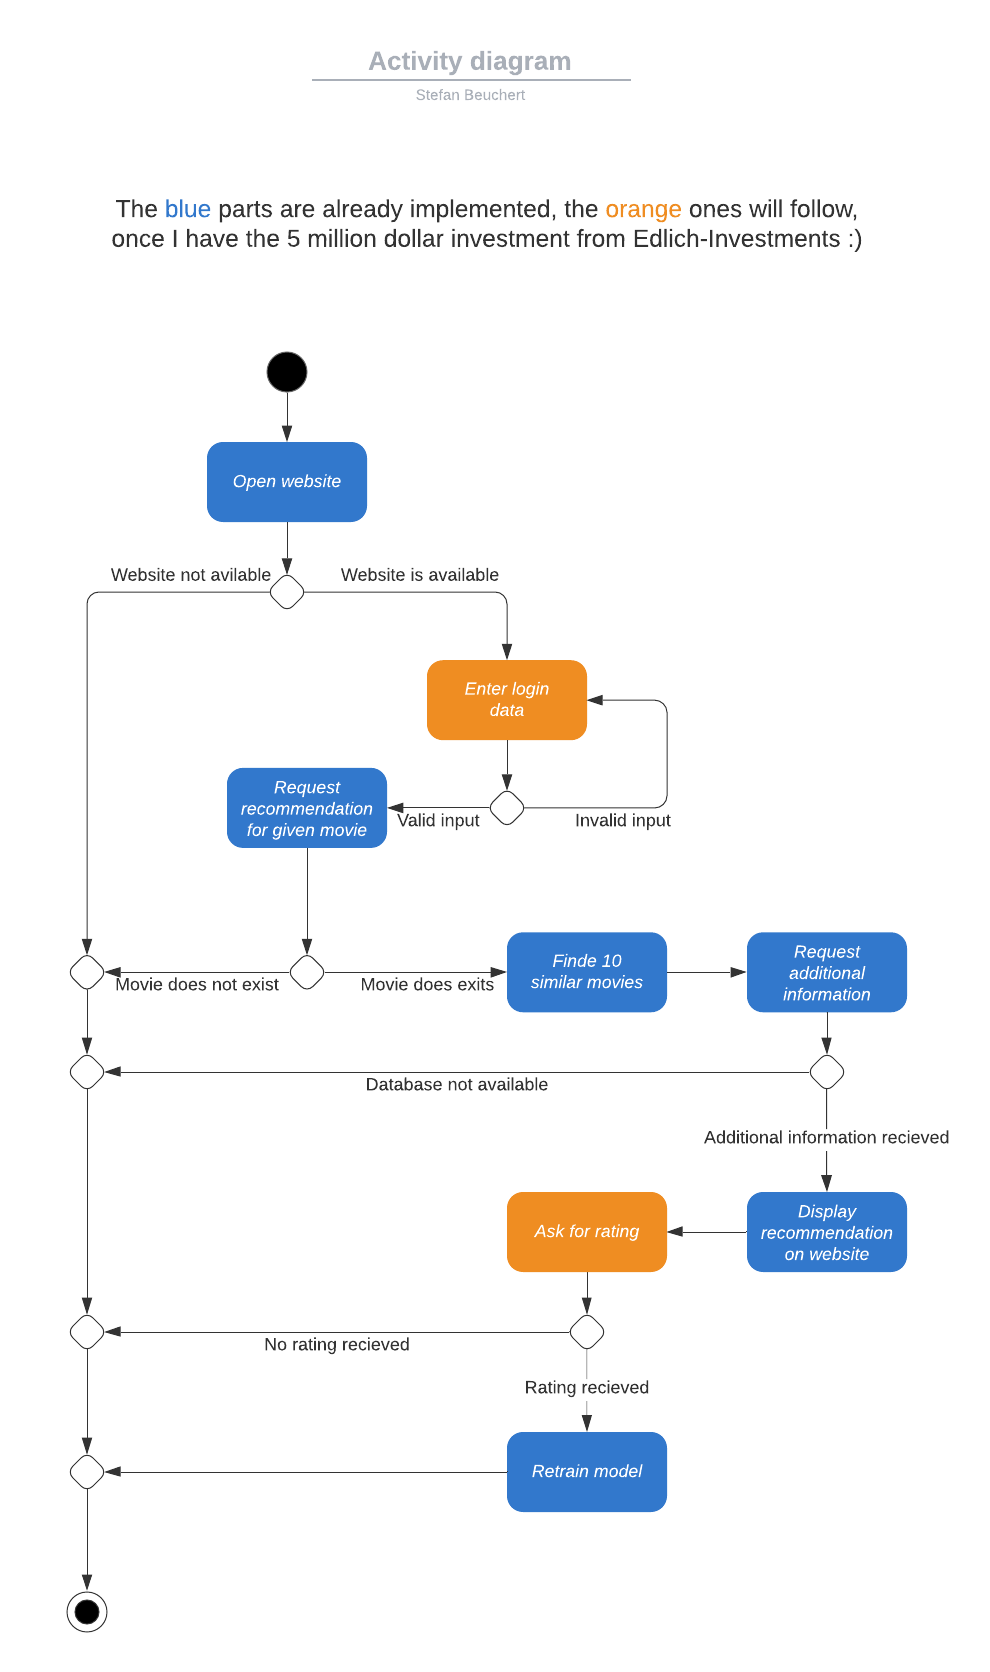 Activity diagram
Stefan Beuchert
The blue parts are already implemented, the orange ones will follow,
once I have the 5 million dollar investment from Edlich-Investments :)
Open website
Website not avilable
Website is available
Enter login
data
Request
recommendation
for given movie
Valid input
Invalid input
Movie does not exist
Movie does exits
Finde 10
similar movies
Request
additional
information
Database not available
Additional information recieved
Ask for rating
Display
recommendation
on website
No rating recieved
Rating recieved
Retrain model